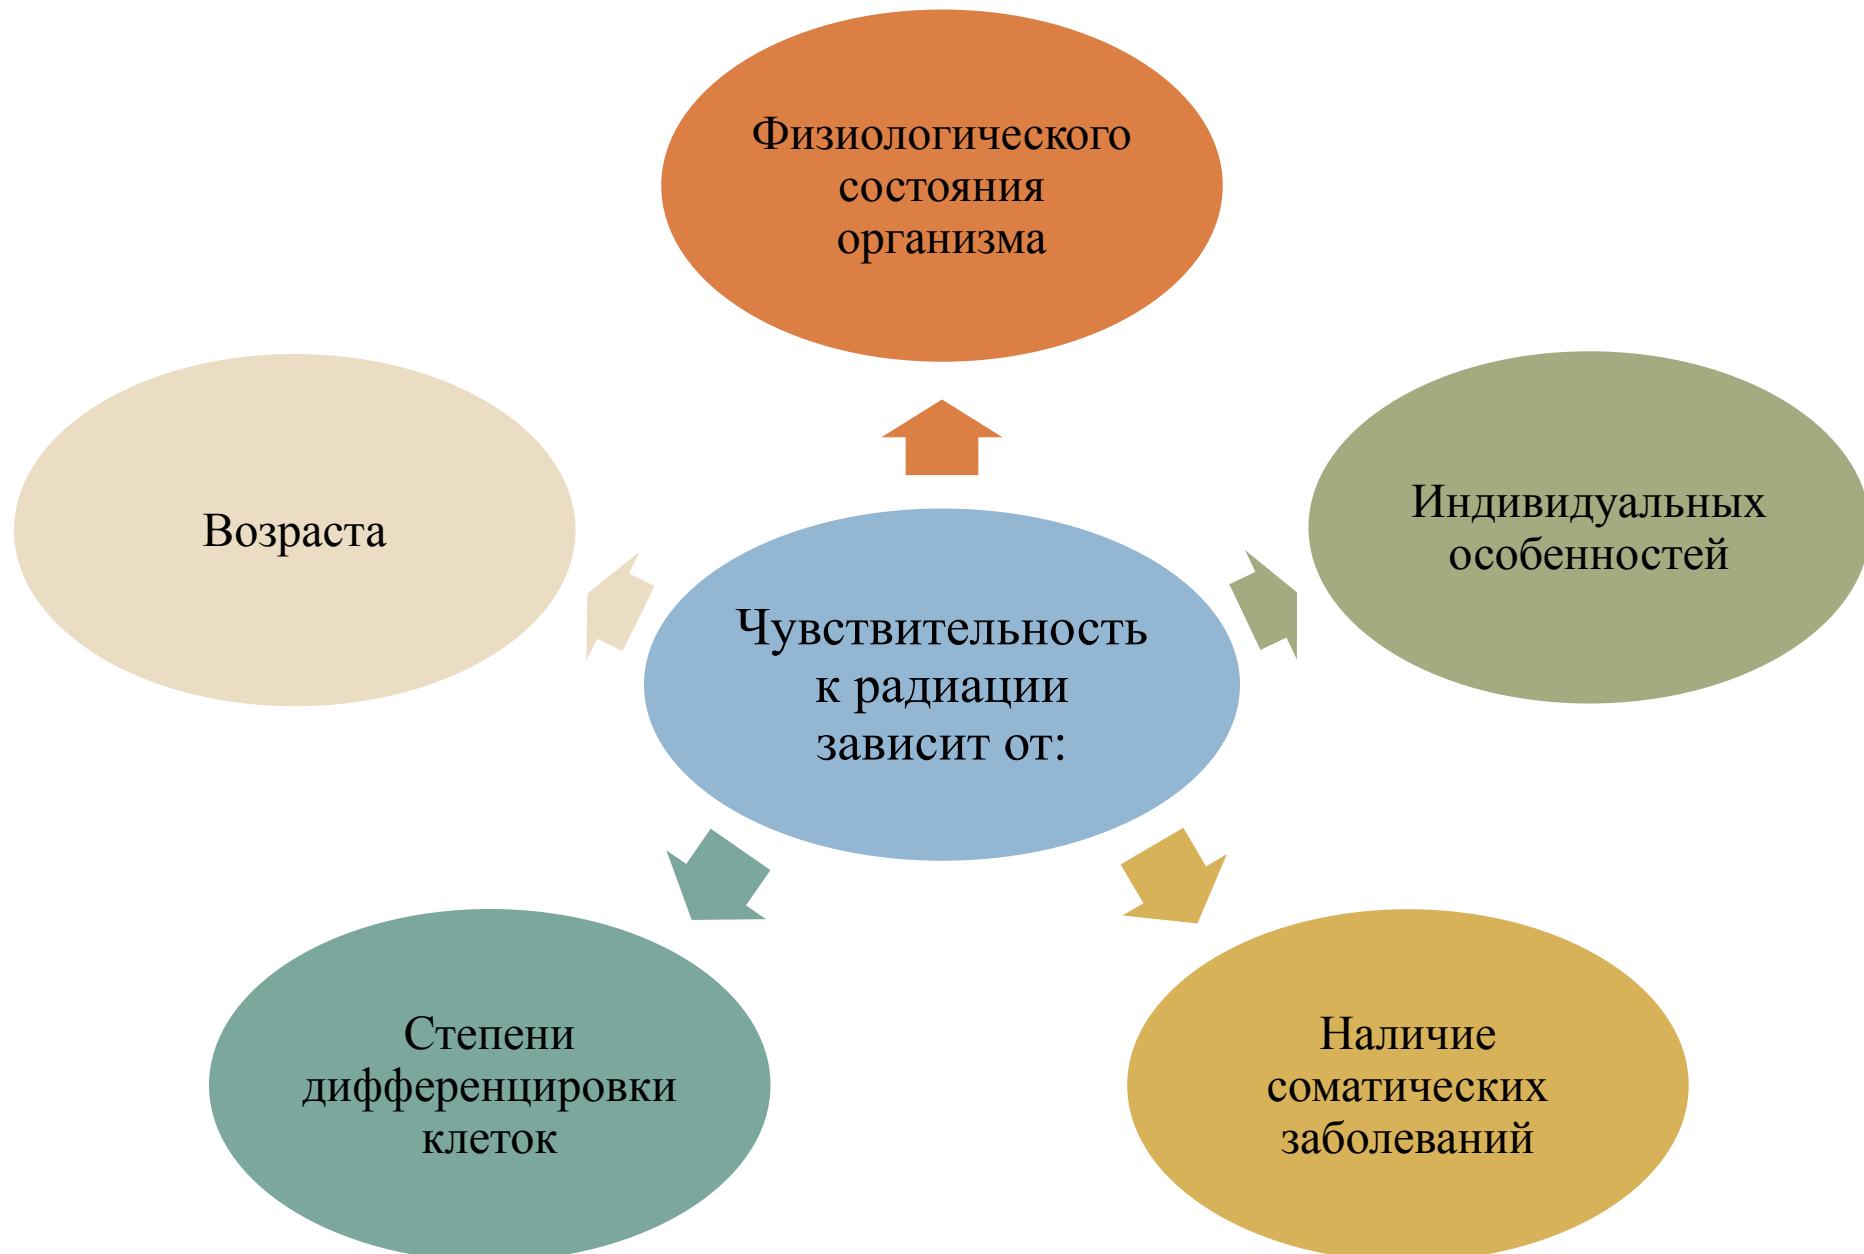 Физиологического
состояния
организма
Индивидуальных
особенностей
Возраста
Чувствительность
к радиации
зависит от:
Степени
дифференцировки
клеток
Наличие
соматических
заболеваний